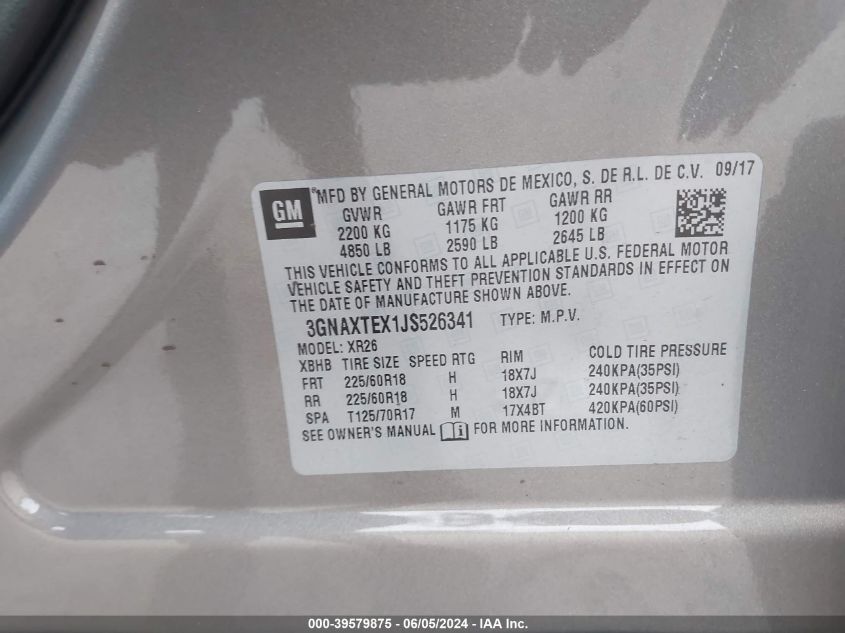 GM
*MFD BY GENERAL MOTORS DE MEXICO, S. DE R.L. DE C.V. 09/17
GVWR GAWR FRT GAWR RR
2200 KG 1175 KG 1200 KG
4850 LB 2590 LB 2645 LB
THIS VEHICLE CONFORMS TO ALL APPLICABLE U.S. FEDERAL MOTOR
VEHICLE SAFETY AND THEFT PREVENTION STANDARDS IN EFFECT ON
THE DATE OF MANUFACTURE SHOWN ABOVE.
3GNAXTEX1JS526341 TYPE: M.P.V.
MODEL: XR26
XBHB TIRE SIZE SPEED RTG RIM COLD TIRE PRESSURE
FRT 225/60R18 H 18X7J 240KPA(35PSI)
RR 225/60R18 H 18X7J 240KPA(35PSI)
SPA T125/70R17 M 17X4BT 420KPA(60PSI)
SEE OWNER'S MANUAL FOR MORE INFORMATION.
000-39579875 - 06/05/2024 - IAA Inc.